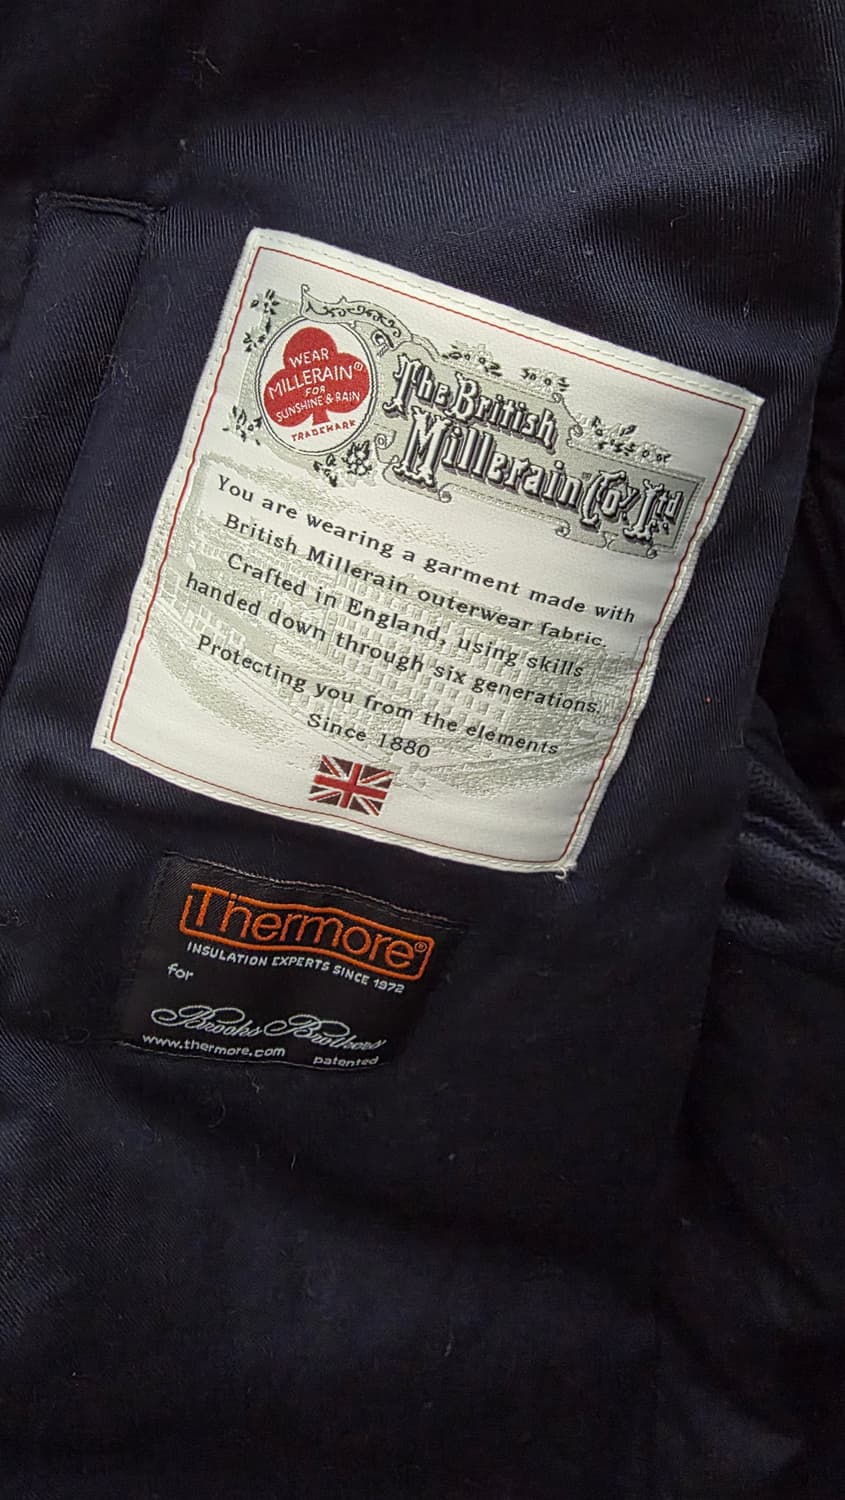 WEAR
MILLERAIN®
FOR
SUNSHINE & RAIN
TRADEMARK
The British
Millerain Coy. Ltd
You are wearing a garment made with
British Millerain outerwear fabric.
Crafted in England, using skills
handed down through six generations.
Protecting you from the elements
Since 1880
Thermore®
INSULATION EXPERTS SINCE 1972
for
Brooks Brothers
www.thermore.com
patented